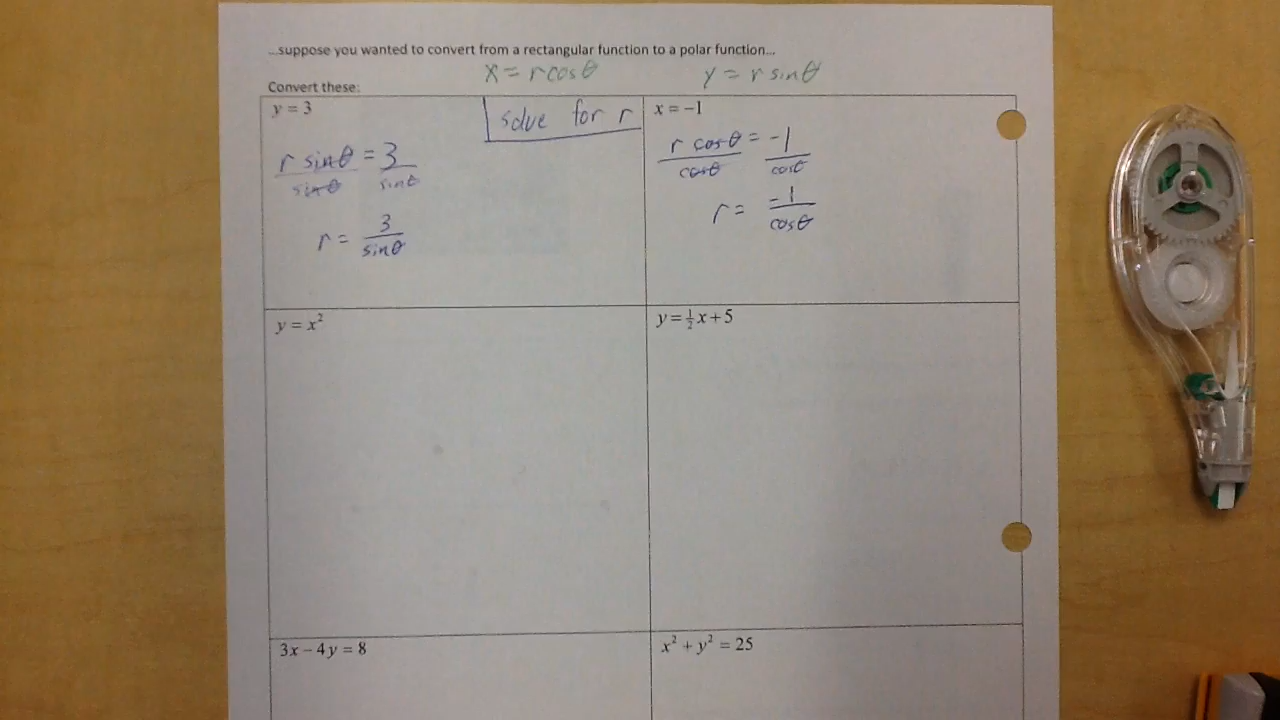 ...suppose you wanted to convert from a rectangular function to a polar function...
x = r cos θ y = r sin θ
Convert these:
y = 3
solve for r
r sin θ = 3
sin θ sin θ
r = 3
sin θ
x = −1
r cos θ = -1
cos θ cos θ
r = -1
cos θ
y = x²
y = ½x + 5
3x − 4y = 8
x² + y² = 25